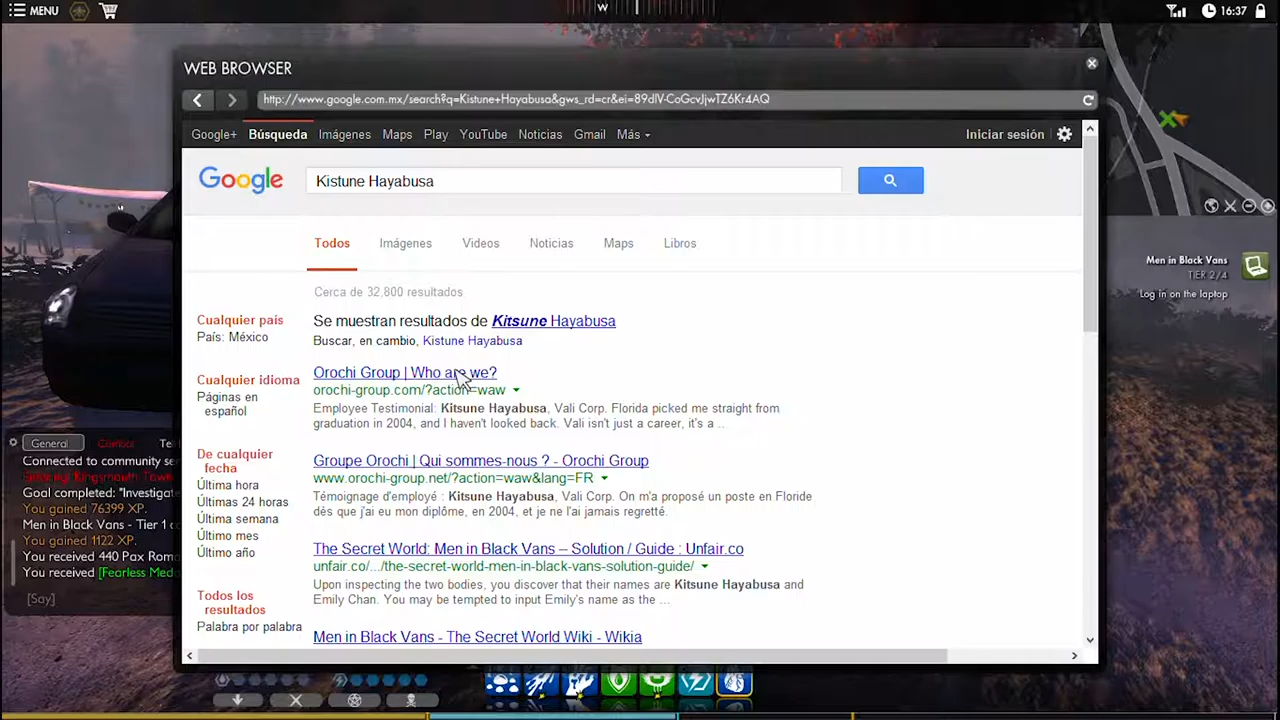 MENU
W
16:37
WEB BROWSER
http://www.google.com.mx/search?q=Kistune+Hayabusa&gws_rd=cr&ei=89dlV-CoGcvJjwTZ6Kr4AQ
Google+ Búsqueda Imágenes Maps Play YouTube Noticias Gmail Más Iniciar sesión
Google Kistune Hayabusa
Todos Imágenes Videos Noticias Maps Libros
Cerca de 32,800 resultados
Cualquier país
País: México
Cualquier idioma
Páginas en
español
De cualquier
fecha
Última hora
Últimas 24 horas
Última semana
Último mes
Último año
Todos los
resultados
Palabra por palabra
Se muestran resultados de Kitsune Hayabusa
Buscar, en cambio, Kistune Hayabusa
Orochi Group | Who are we?
orochi-group.com/?action=waw
Employee Testimonial: Kitsune Hayabusa, Vali Corp. Florida picked me straight from
graduation in 2004, and I haven't looked back. Vali isn't just a career, it's a ..
Groupe Orochi | Qui sommes-nous ? - Orochi Group
www.orochi-group.net/?action=waw&lang=FR
Témoignage d'employé : Kitsune Hayabusa, Vali Corp. On m'a proposé un poste en Floride
dès que j'ai eu mon diplôme, en 2004, et je ne l'ai jamais regretté.
The Secret World: Men in Black Vans – Solution / Guide : Unfair.co
unfair.co/.../the-secret-world-men-in-black-vans-solution-guide/
Upon inspecting the two bodies, you discover that their names are Kitsune Hayabusa and
Emily Chan. You may be tempted to input Emily's name as the ...
Men in Black Vans - The Secret World Wiki - Wikia
Men in Black Vans
TIER 2/4
Log in on the laptop
General Combat Tel
Connected to community se
Kingsmouth Town
Goal completed: "Investigate
You gained 76399 XP.
Men in Black Vans - Tier 1 c
You gained 1122 XP.
You received 440 Pax Rom
You received [Fearless Med
[Say]